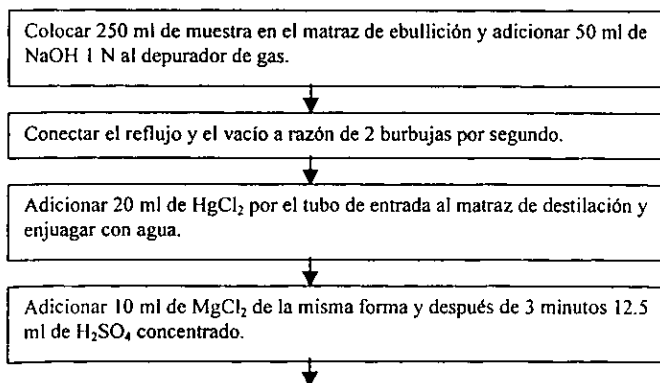 Colocar 250 ml de muestra en el matraz de ebullición y adicionar 50 ml de
NaOH 1 N al depurador de gas.
Conectar el reflujo y el vacío a razón de 2 burbujas por segundo.
Adicionar 20 ml de HgCl₂ por el tubo de entrada al matraz de destilación y
enjuagar con agua.
Adicionar 10 ml de MgCl₂ de la misma forma y después de 3 minutos 12.5
ml de H₂SO₄ concentrado.